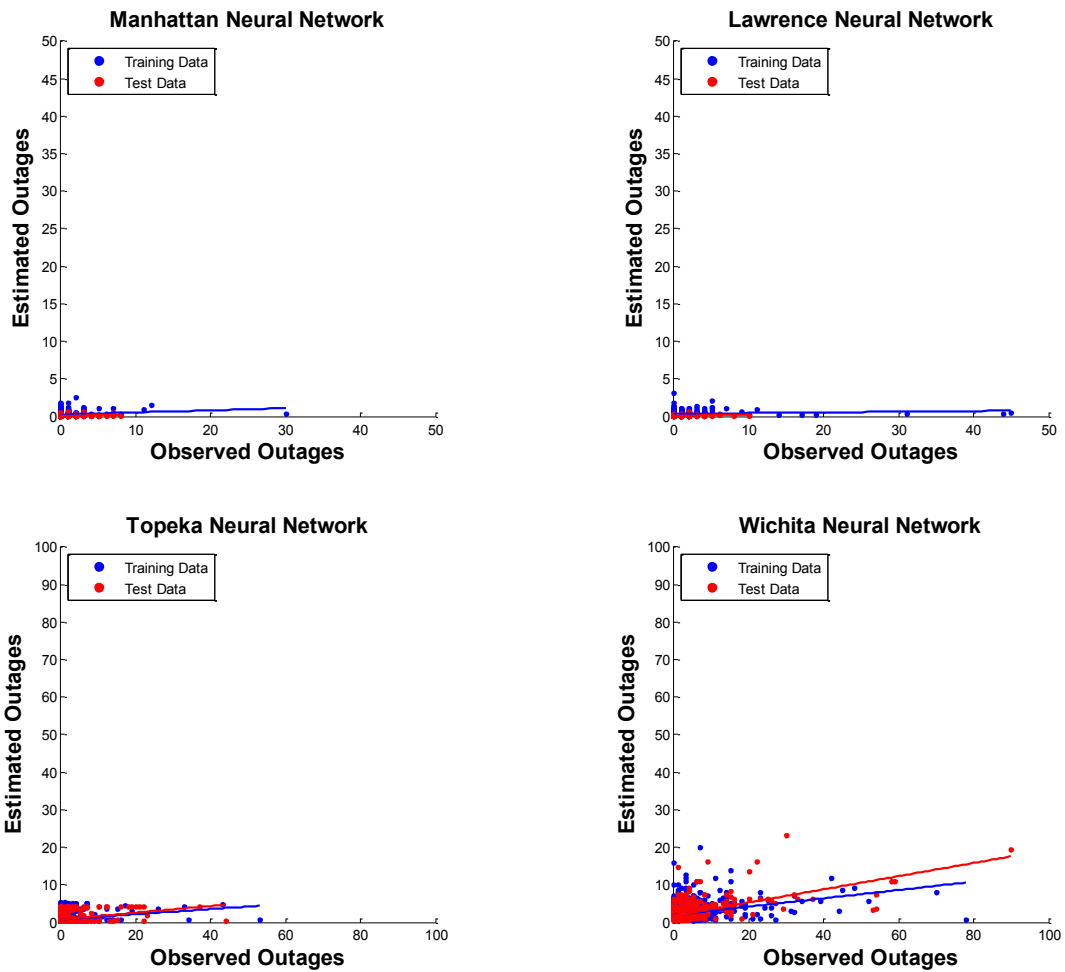 Manhattan Neural Network
50
45
40
35
30
25
20
15
10
5
0
0 10 20 30 40 50
Estimated Outages
Observed Outages
Training Data
Test Data
Lawrence Neural Network
50
45
40
35
30
25
20
15
10
5
0
0 10 20 30 40 50
Estimated Outages
Observed Outages
Training Data
Test Data
Topeka Neural Network
100
90
80
70
60
50
40
30
20
10
0
0 20 40 60 80 100
Estimated Outages
Observed Outages
Training Data
Test Data
Wichita Neural Network
100
90
80
70
60
50
40
30
20
10
0
0 20 40 60 80 100
Estimated Outages
Observed Outages
Training Data
Test Data